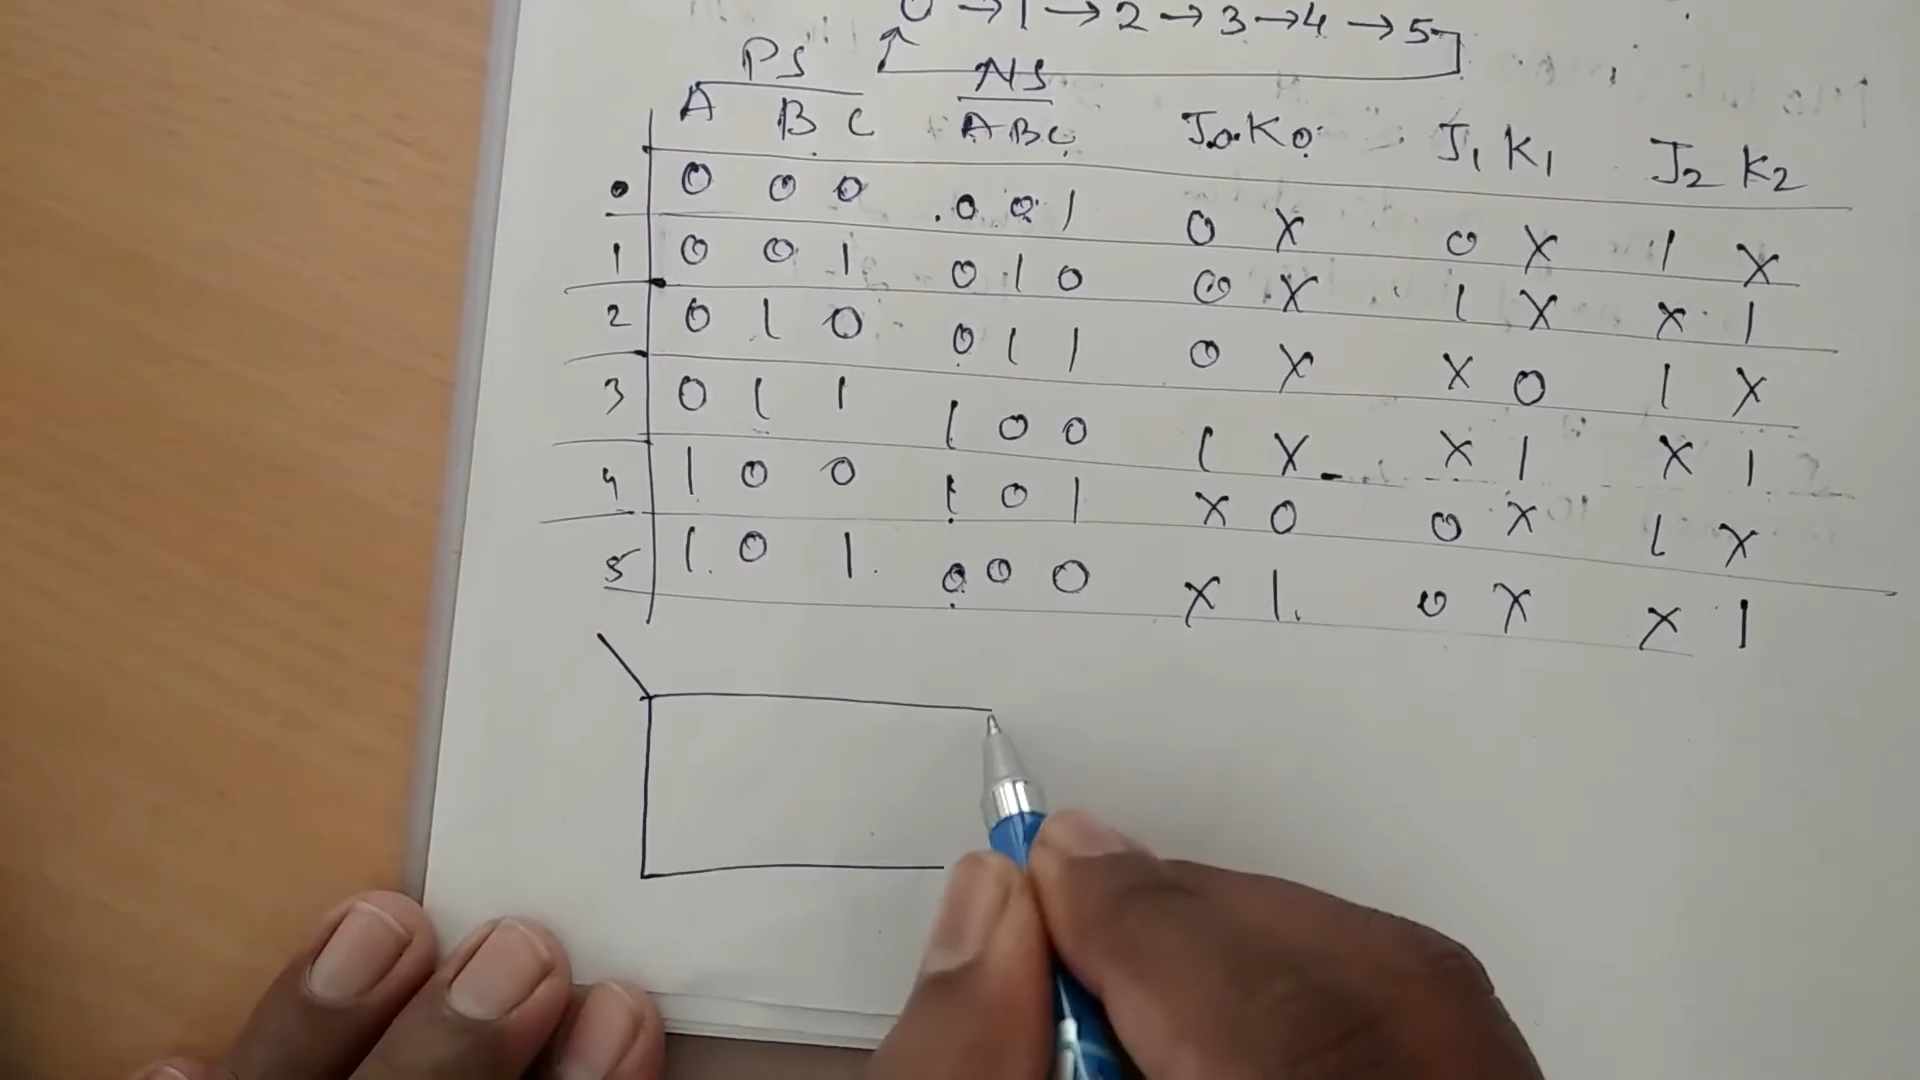 0 → 1 → 2 → 3 → 4 → 5
PS NS
A B C A B C J0 K0 J1 K1 J2 K2
0 0 0 0 0 0 1 0 X 0 X 1 X
1 0 0 1 0 1 0 0 X 1 X X 1
2 0 1 0 0 1 1 0 X X 0 1 X
3 0 1 1 1 0 0 1 X X 1 X 1
4 1 0 0 1 0 1 X 0 0 X 1 X
5 1 0 1 0 0 0 X 1 0 X X 1